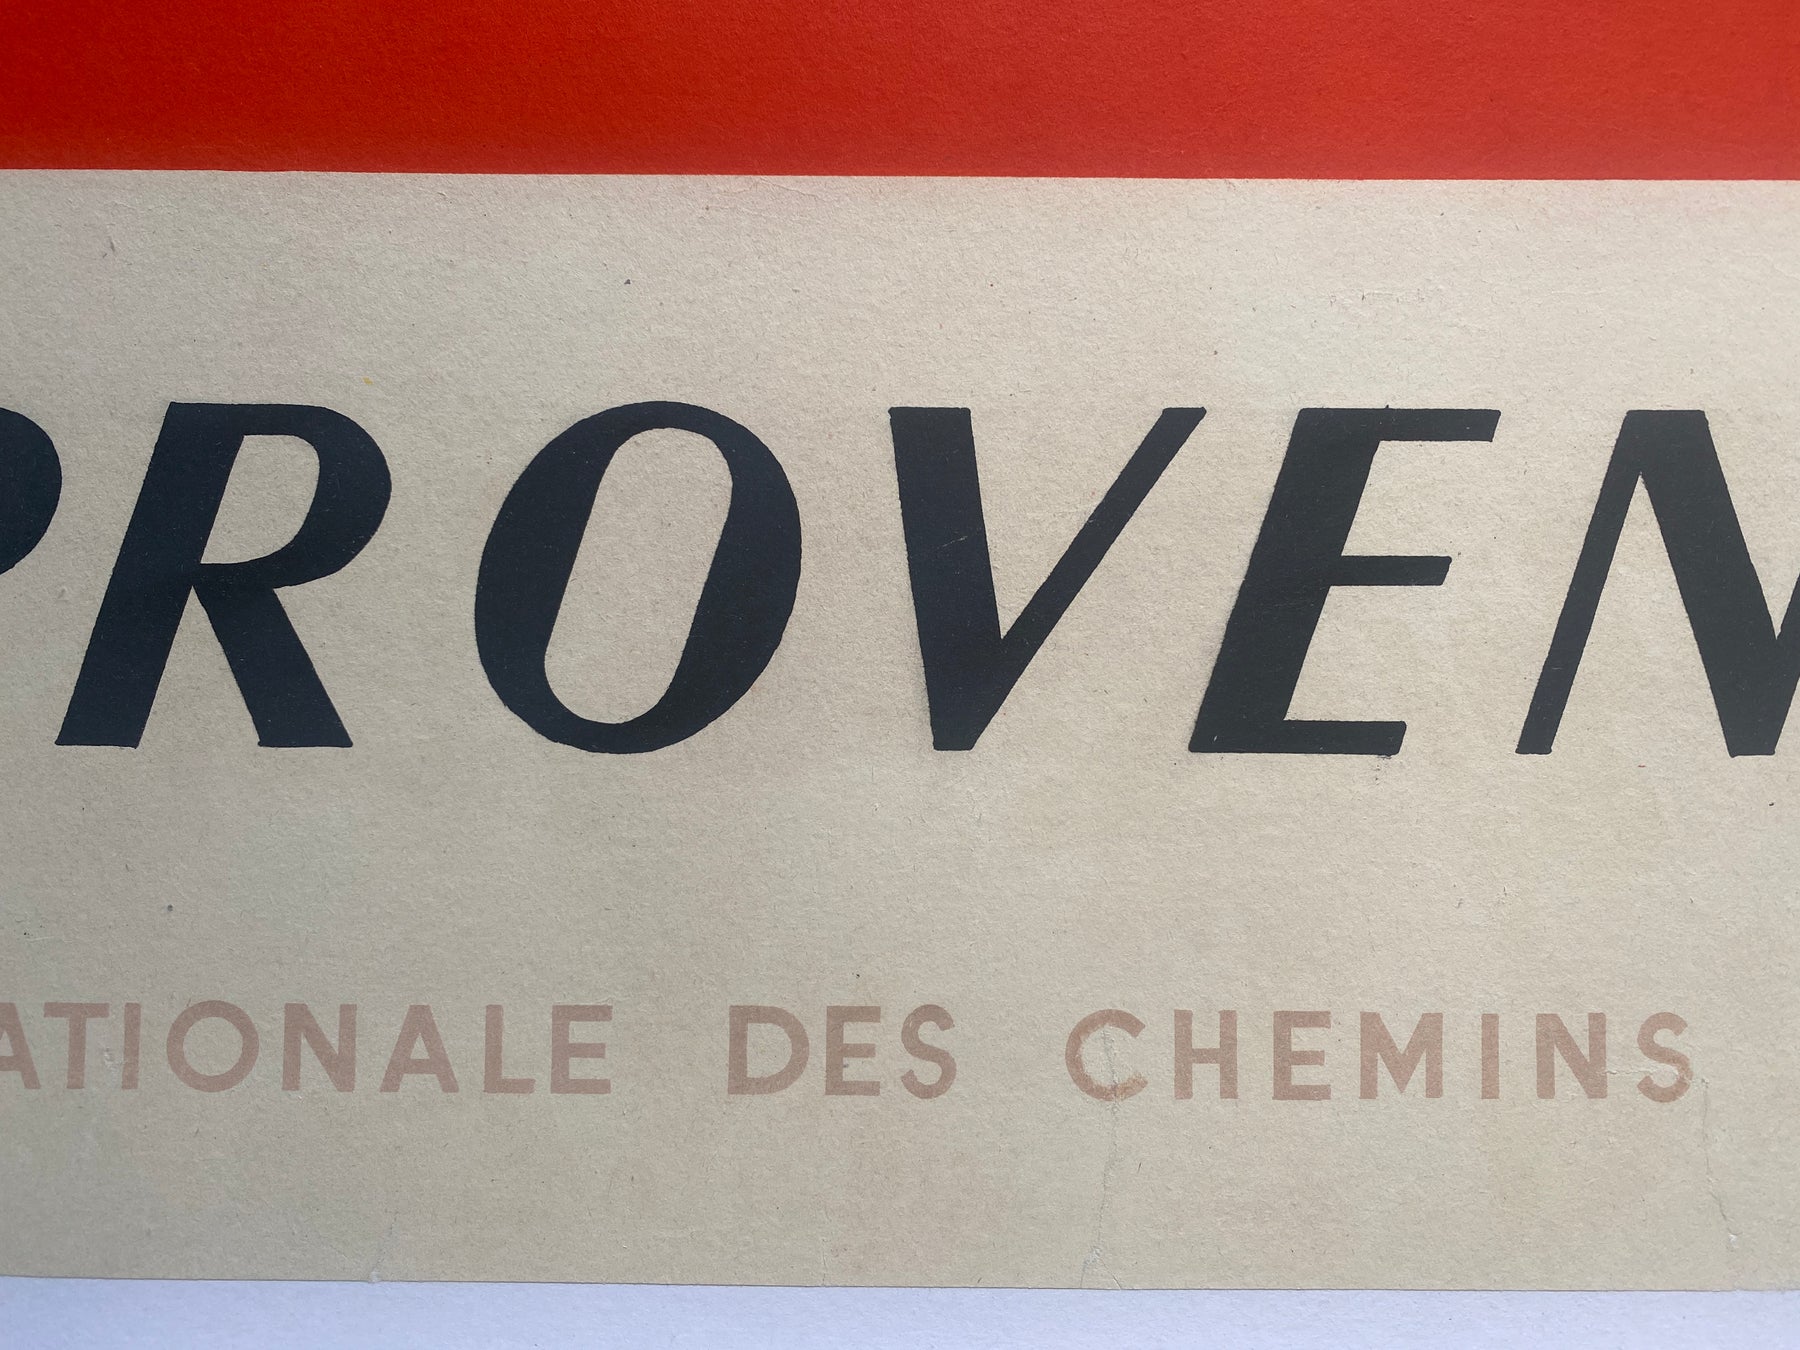 PROVEN
ATIONALE DES CHEMINS